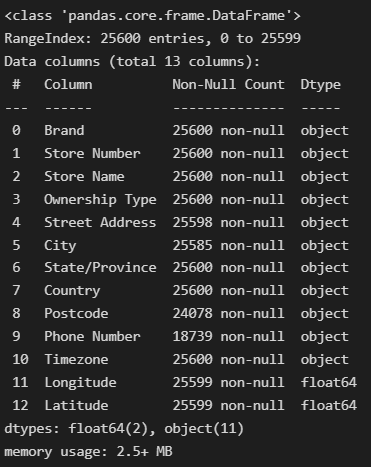 <class 'pandas.core.frame.DataFrame'>
RangeIndex: 25600 entries, 0 to 25599
Data columns (total 13 columns):
 #   Column          Non-Null Count  Dtype
---  ------          --------------  -----
 0   Brand           25600 non-null  object
 1   Store Number    25600 non-null  object
 2   Store Name      25600 non-null  object
 3   Ownership Type  25600 non-null  object
 4   Street Address  25598 non-null  object
 5   City            25585 non-null  object
 6   State/Province  25600 non-null  object
 7   Country         25600 non-null  object
 8   Postcode        24078 non-null  object
 9   Phone Number    18739 non-null  object
 10  Timezone        25600 non-null  object
 11  Longitude       25599 non-null  float64
 12  Latitude        25599 non-null  float64
dtypes: float64(2), object(11)
memory usage: 2.5+ MB